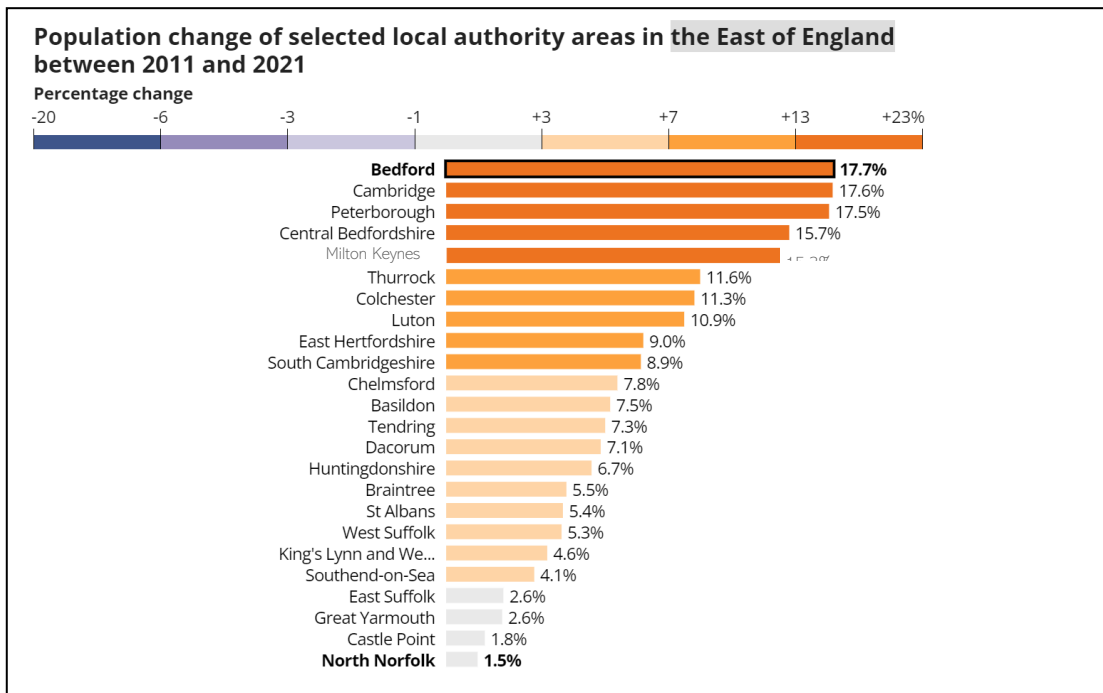 Population change of selected local authority areas in the East of England
between 2011 and 2021
Percentage change
-20 -6 -3 -1 +3 +7 +13 +23%
Bedford 17.7%
Cambridge 17.6%
Peterborough 17.5%
Central Bedfordshire 15.7%
Milton Keynes
Thurrock 11.6%
Colchester 11.3%
Luton 10.9%
East Hertfordshire 9.0%
South Cambridgeshire 8.9%
Chelmsford 7.8%
Basildon 7.5%
Tendring 7.3%
Dacorum 7.1%
Huntingdonshire 6.7%
Braintree 5.5%
St Albans 5.4%
West Suffolk 5.3%
King's Lynn and We... 4.6%
Southend-on-Sea 4.1%
East Suffolk 2.6%
Great Yarmouth 2.6%
Castle Point 1.8%
North Norfolk 1.5%